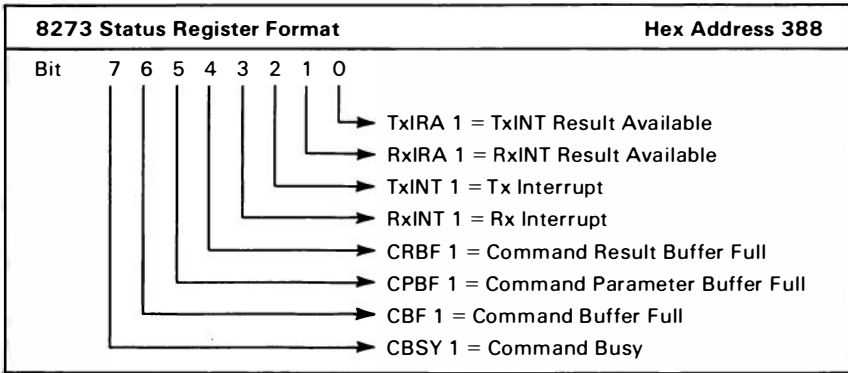 8273 Status Register Format Hex Address 388
Bit 7 6 5 4 3 2 1 0
TxIRA 1 = TxINT Result Available
RxIRA 1 = RxINT Result Available
TxINT 1 = Tx Interrupt
RxINT 1 = Rx Interrupt
CRBF 1 = Command Result Buffer Full
CPBF 1 = Command Parameter Buffer Full
CBF 1 = Command Buffer Full
CBSY 1 = Command Busy